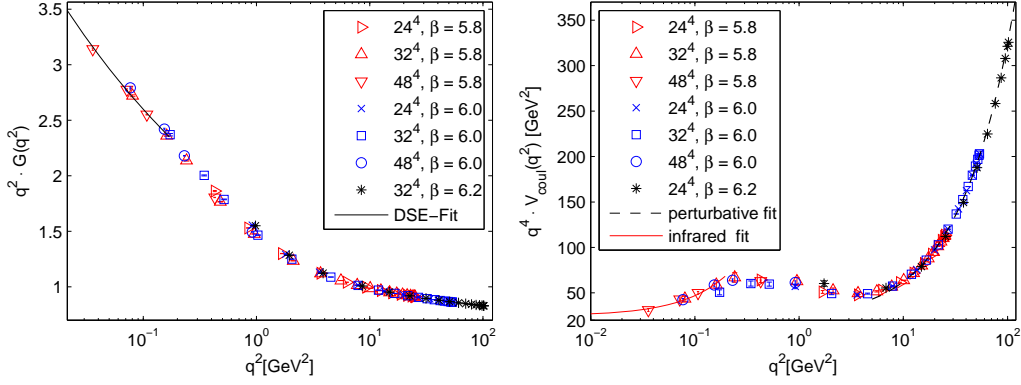 3.5
3
2.5
2
1.5
1
q² · G(q²)
10⁻¹
10⁰
10¹
10²
q²[GeV²]
24⁴, β = 5.8
32⁴, β = 5.8
48⁴, β = 5.8
24⁴, β = 6.0
32⁴, β = 6.0
48⁴, β = 6.0
32⁴, β = 6.2
DSE−Fit
350
300
250
200
150
100
50
20
q⁴ · V_coul(q²) [GeV²]
10⁻²
10⁻¹
10⁰
10¹
10²
q²[GeV²]
24⁴, β = 5.8
32⁴, β = 5.8
48⁴, β = 5.8
24⁴, β = 6.0
32⁴, β = 6.0
48⁴, β = 6.0
24⁴, β = 6.2
perturbative fit
infrared fit